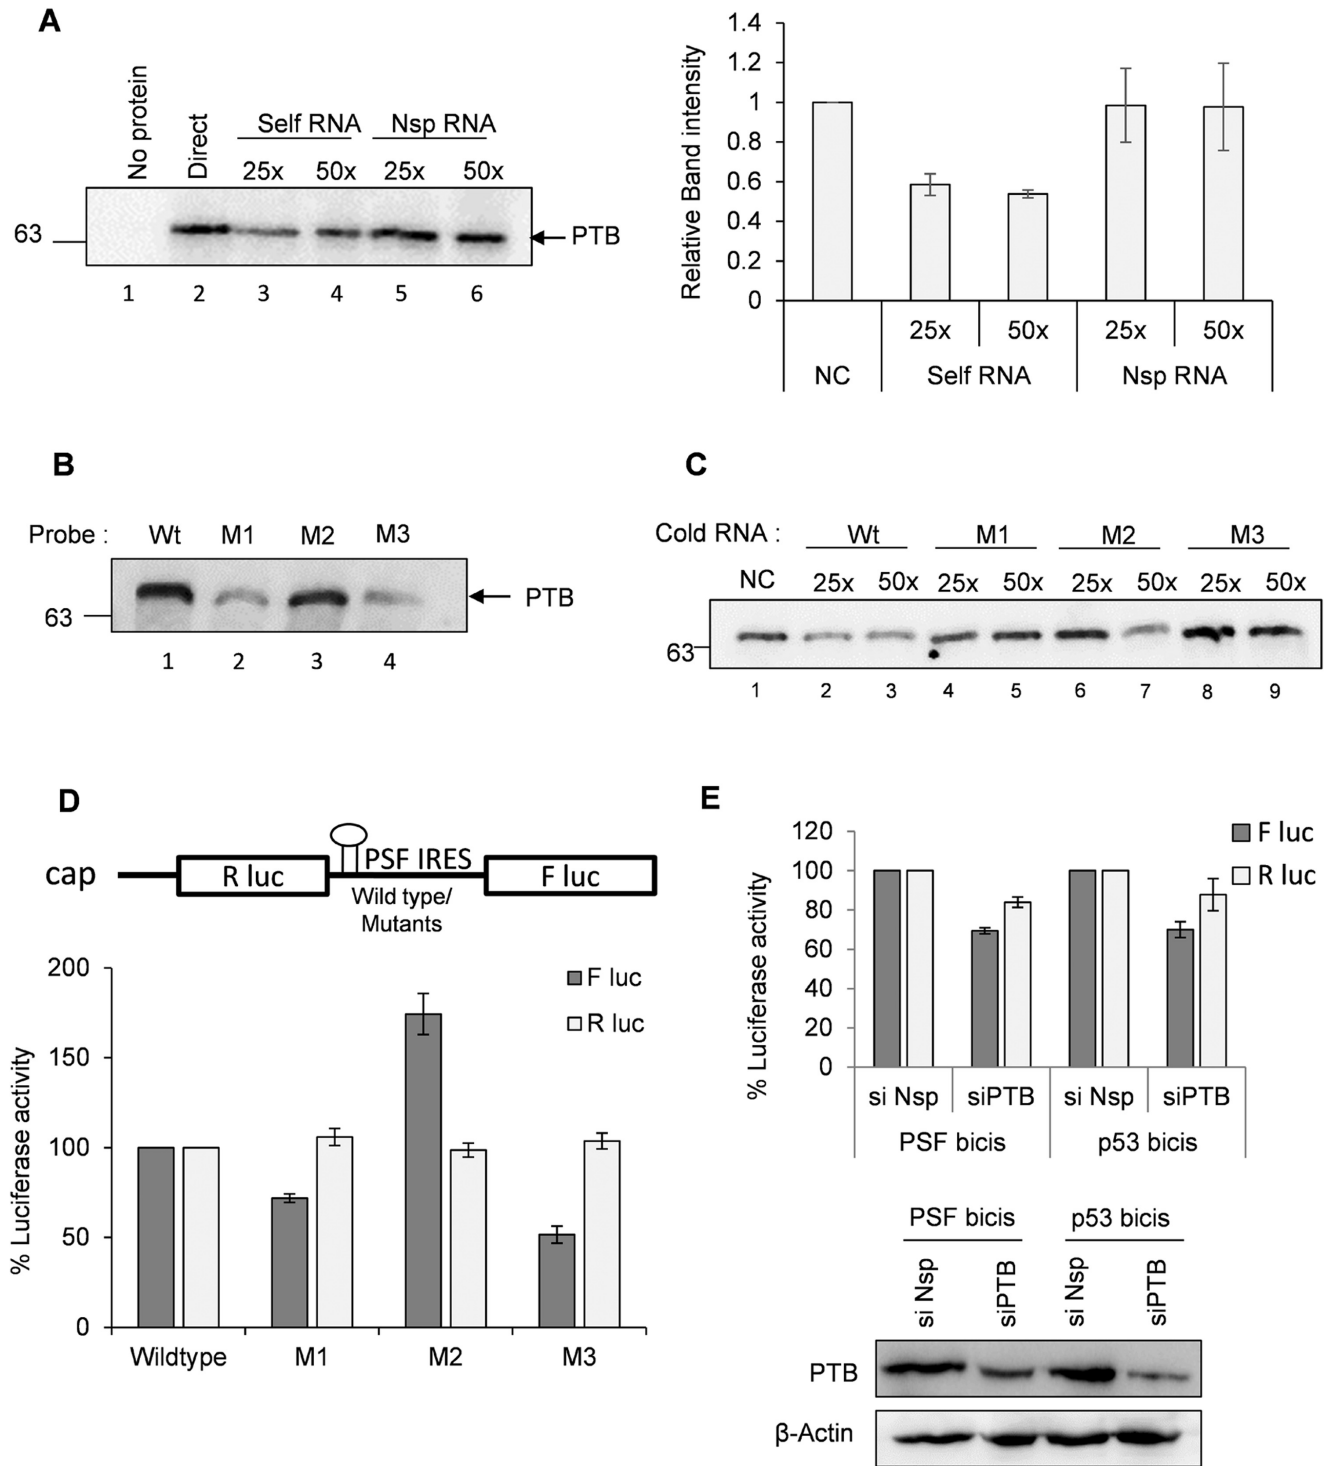 A
No protein
Direct
Self RNA
Nsp RNA
25x 50x 25x 50x
63
PTB
1 2 3 4 5 6
Relative Band intensity
1.4
1.2
1
0.8
0.6
0.4
0.2
0
25x 50x 25x 50x
NC Self RNA Nsp RNA
B
Probe : Wt M1 M2 M3
63
PTB
1 2 3 4
C
Cold RNA : Wt M1 M2 M3
NC 25x 50x 25x 50x 25x 50x 25x 50x
63
1 2 3 4 5 6 7 8 9
D
cap R luc PSF IRES F luc
Wild type/
Mutants
% Luciferase activity
200
150
100
50
0
F luc
R luc
Wildtype M1 M2 M3
E
% Luciferase activity
120
100
80
60
40
20
0
F luc
R luc
si Nsp siPTB si Nsp siPTB
PSF bicis p53 bicis
PSF bicis p53 bicis
si Nsp
siPTB
si Nsp
siPTB
PTB
β-Actin